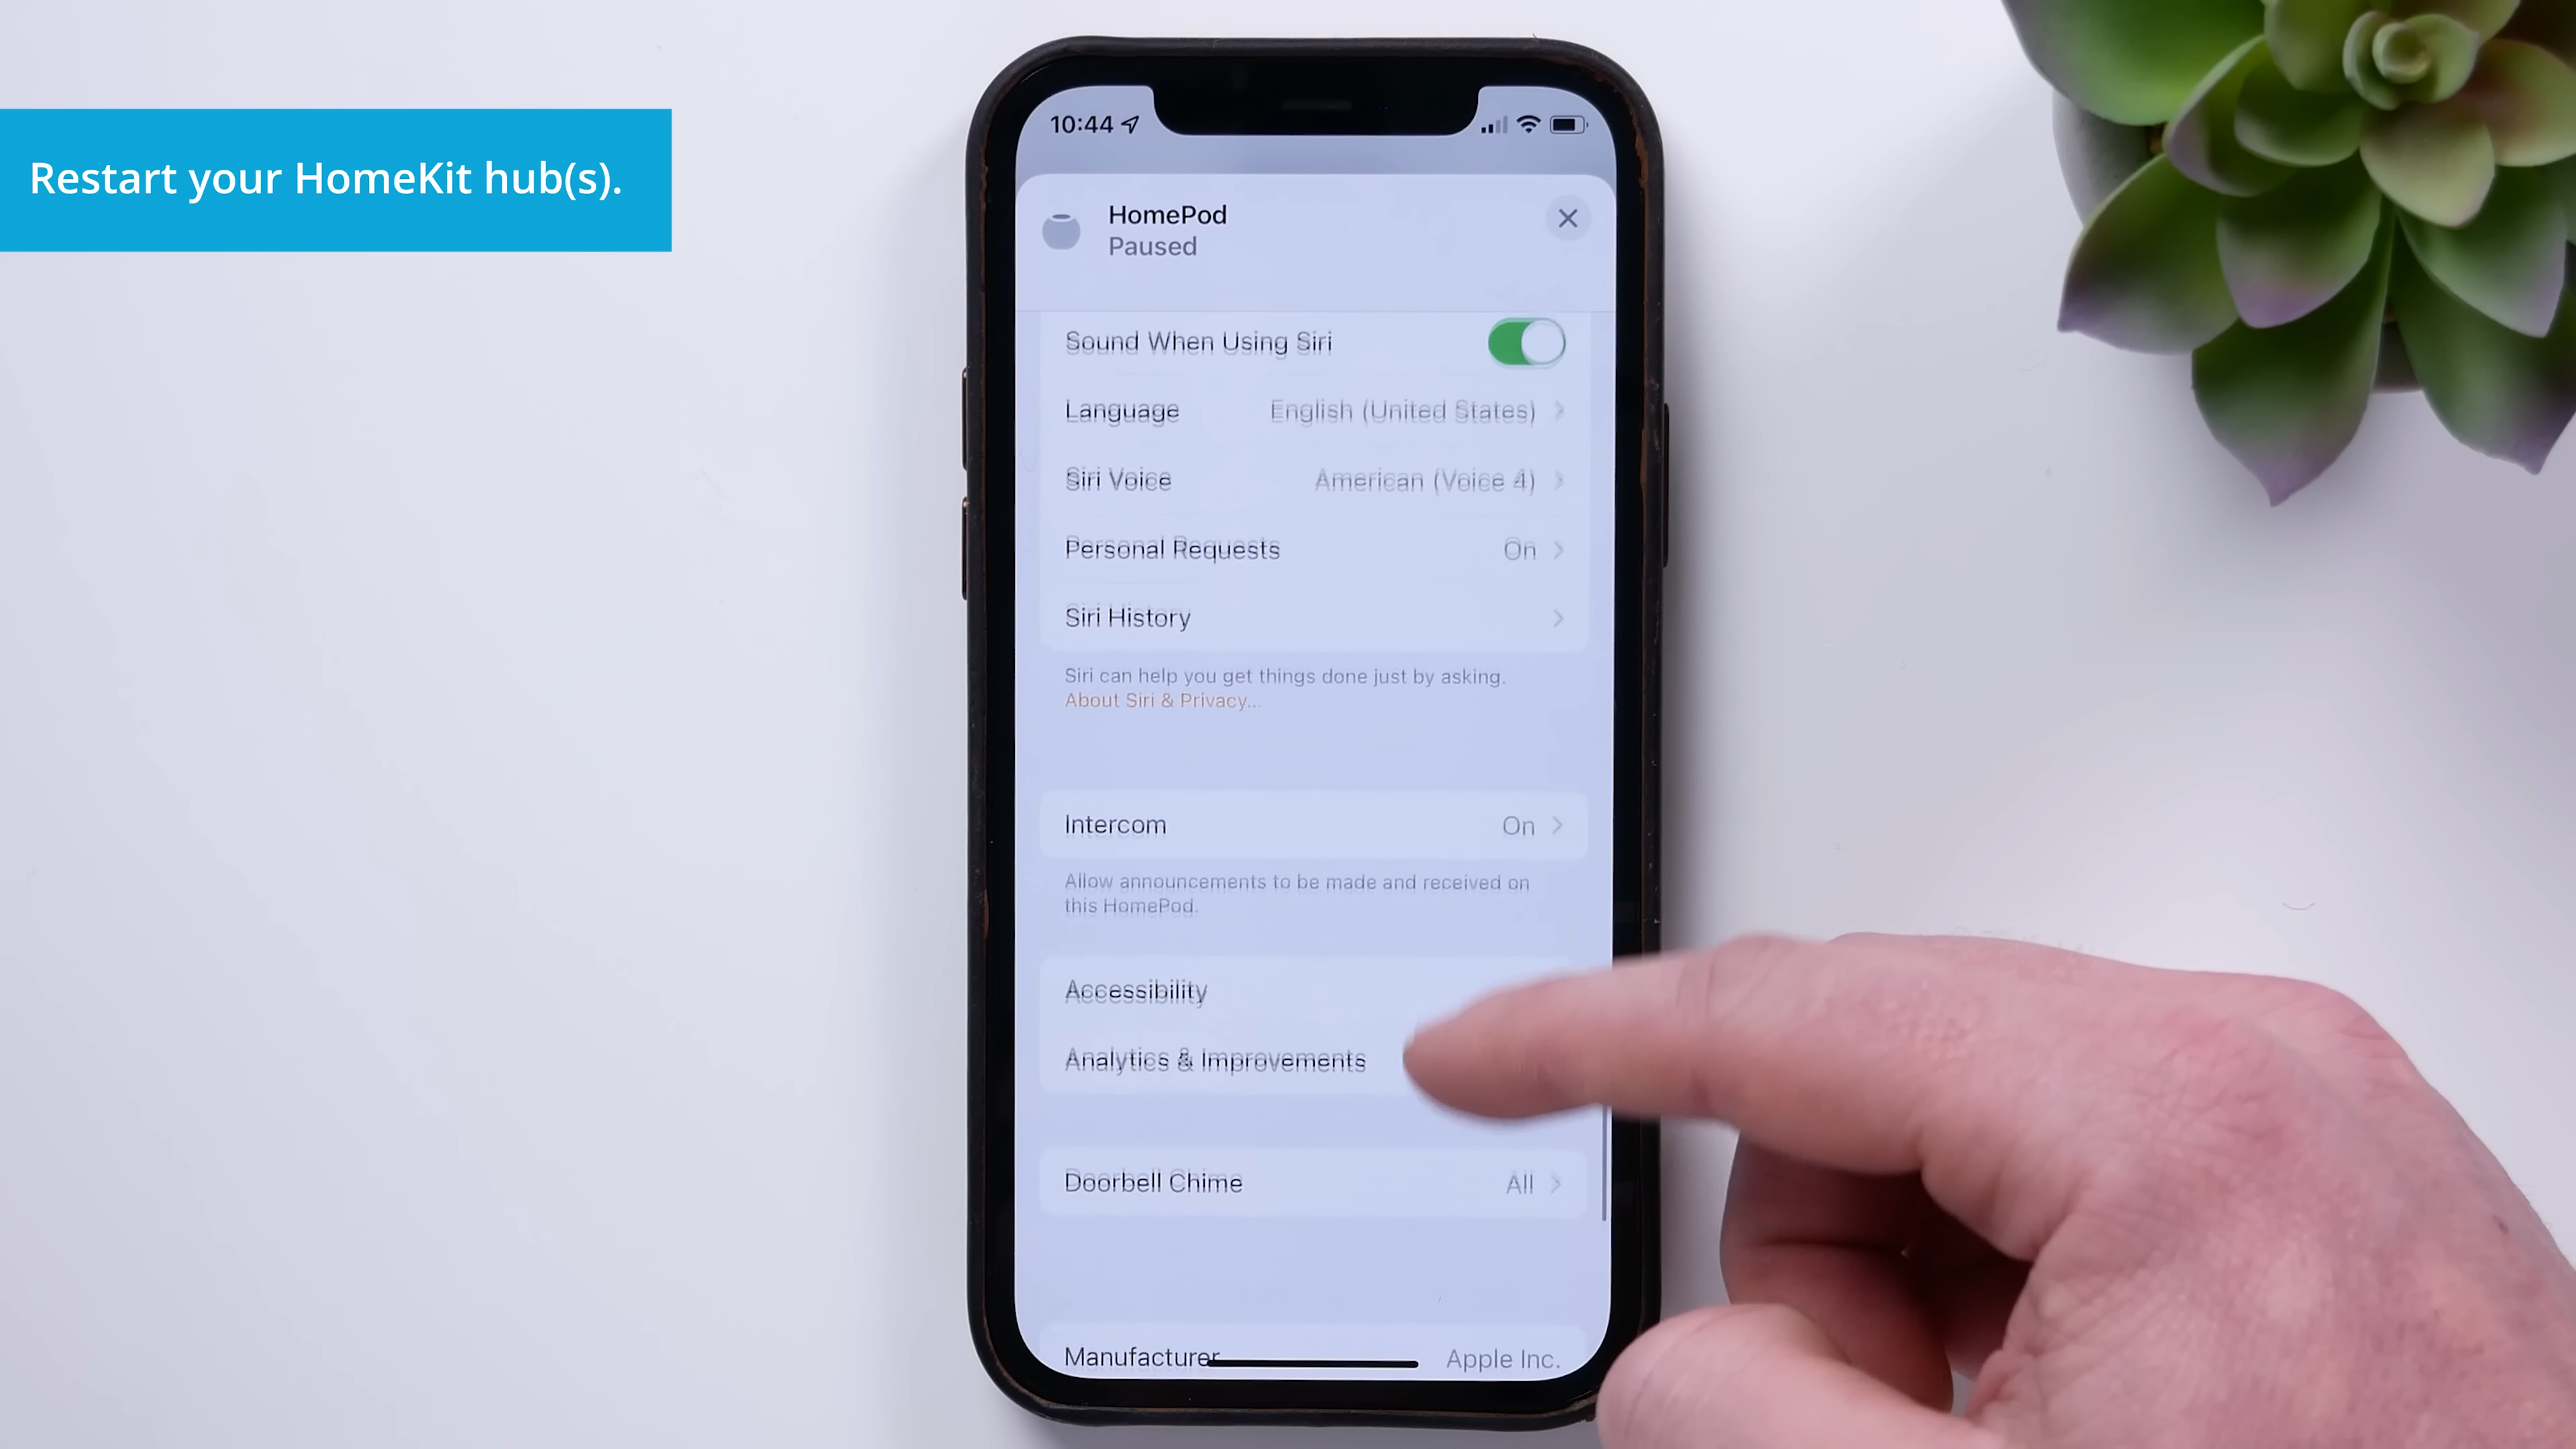 Restart your HomeKit hub(s).
10:44
HomePod
Paused
Sound When Using Siri
Language English (United States)
Siri Voice American (Voice 4)
Personal Requests On
Siri History
Siri can help you get things done just by asking.
About Siri & Privacy...
Intercom On
Allow announcements to be made and received on
this HomePod.
Accessibility
Analytics & Improvements
Doorbell Chime All
Manufacturer Apple Inc.